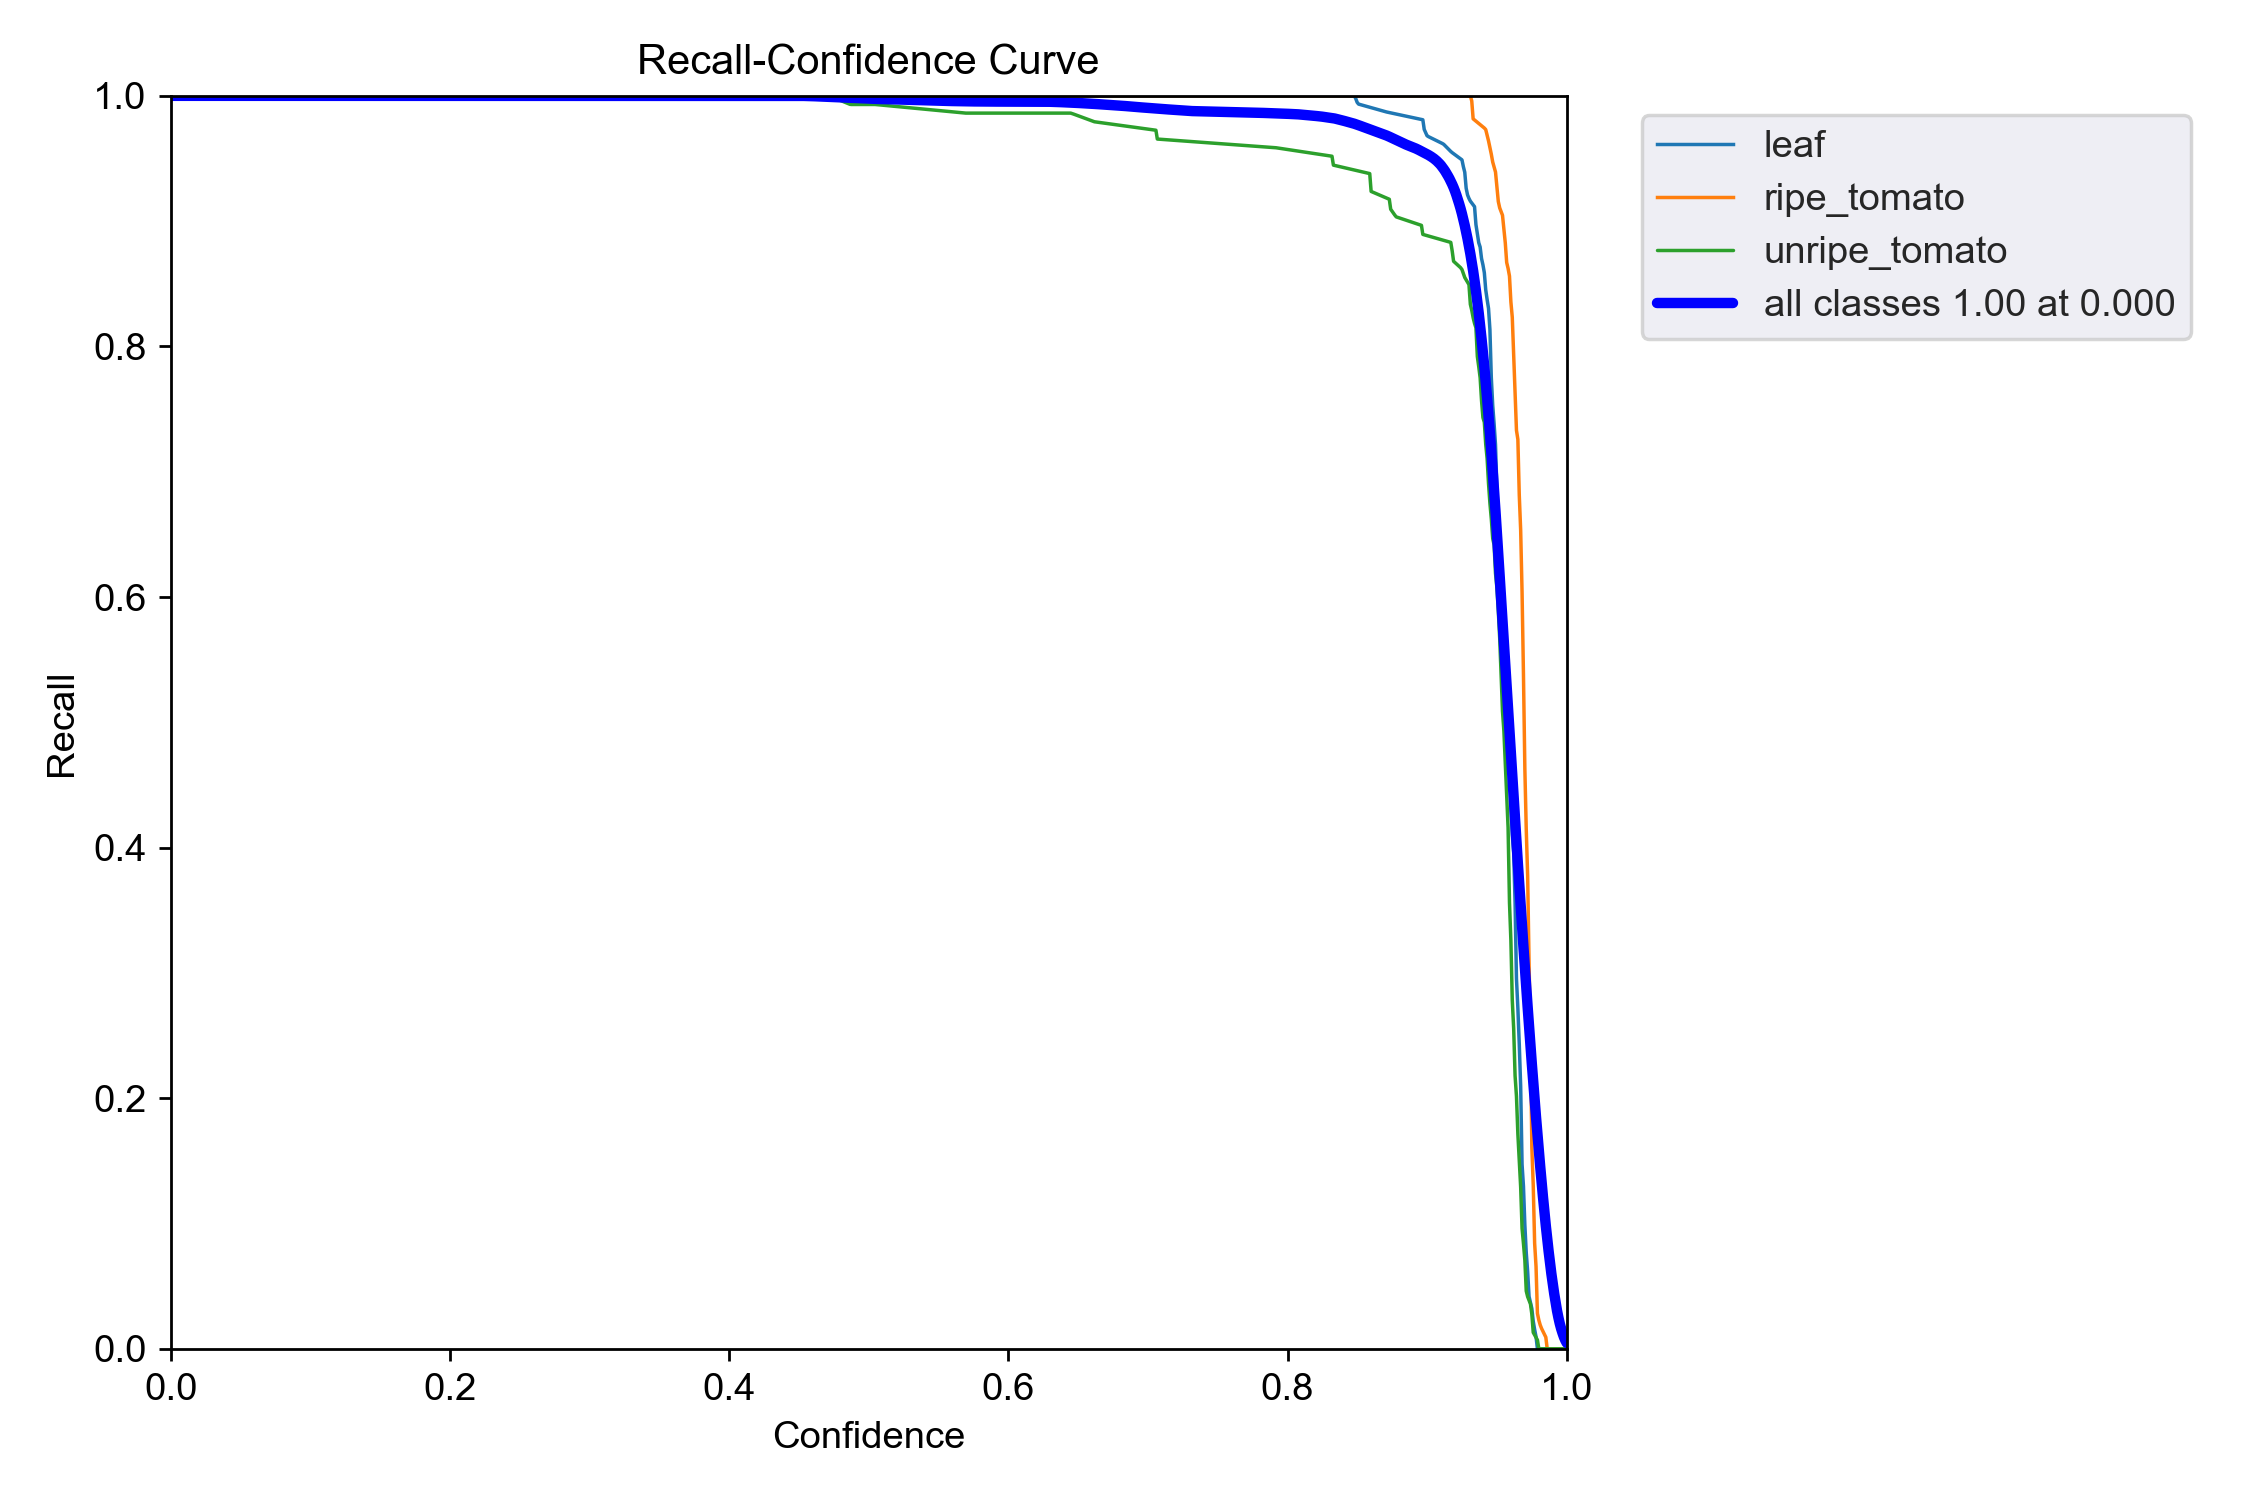 Recall-Confidence Curve
1.0
0.8
0.6
0.4
0.2
0.0
Recall
0.0 0.2 0.4 0.6 0.8 1.0
Confidence
leaf
ripe_tomato
unripe_tomato
all classes 1.00 at 0.000